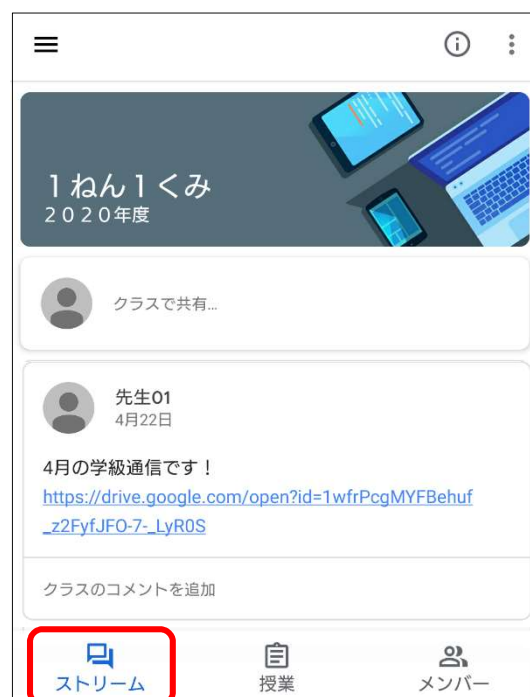 １ねん１くみ
２０２０年度
クラスで共有...
先生01
4月22日
4月の学級通信です！
https://drive.google.com/open?id=1wfrPcgMYFBehuf
_z2FyfJFO-7-_LyR0S
クラスのコメントを追加
ストリーム
授業
メンバー